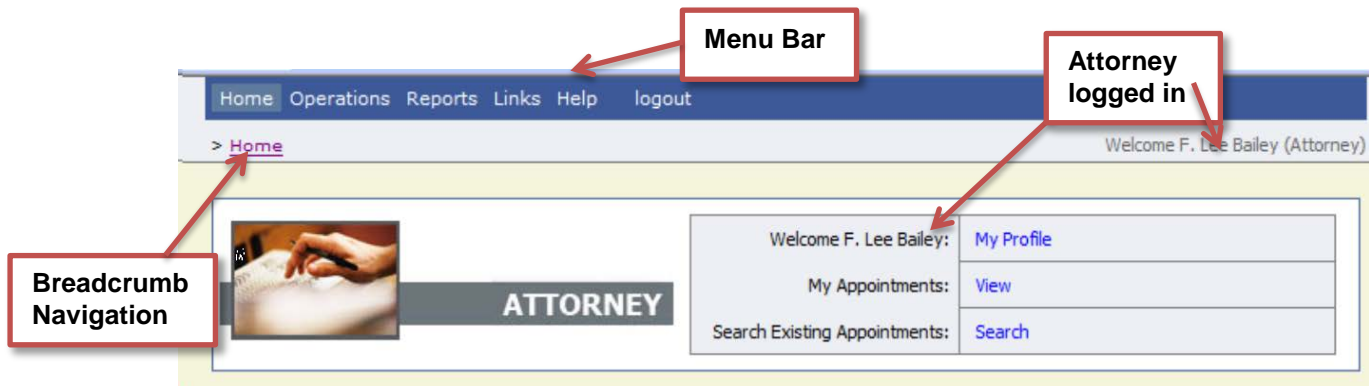 Menu Bar
Attorney
logged in
Home Operations Reports Links Help logout
> Home
Welcome F. Lee Bailey (Attorney)
Welcome F. Lee Bailey: My Profile
Breadcrumb
Navigation
My Appointments: View
ATTORNEY
Search Existing Appointments: Search